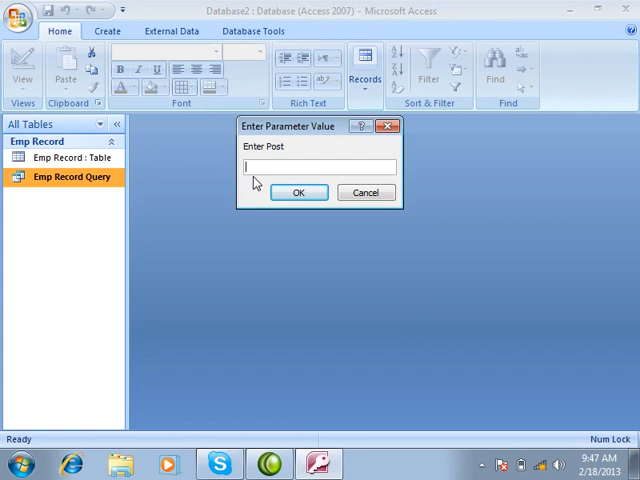 Database2 : Database (Access 2007) - Microsoft Access
Home Create External Data Database Tools
View
Views
Paste
Clipboard
B I U
A
Font
Rich Text
Records
ab
Filter
Sort & Filter
Find
Find
All Tables
Emp Record
Emp Record : Table
Emp Record Query
Enter Parameter Value
Enter Post
OK Cancel
Ready Num Lock
9:47 AM
2/18/2013